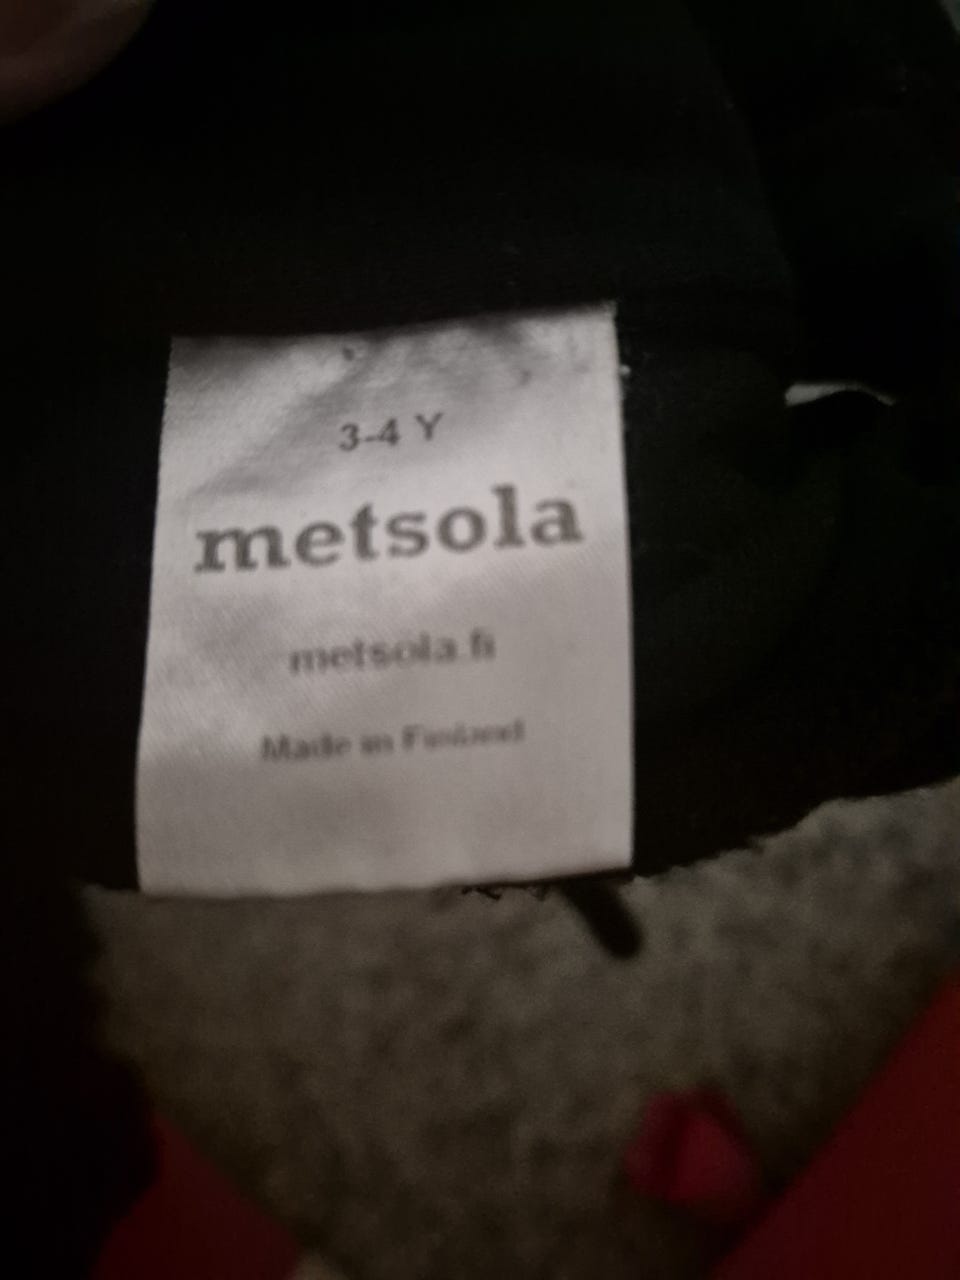 3-4 Y
metsola
metsola.fi
Made in Finland